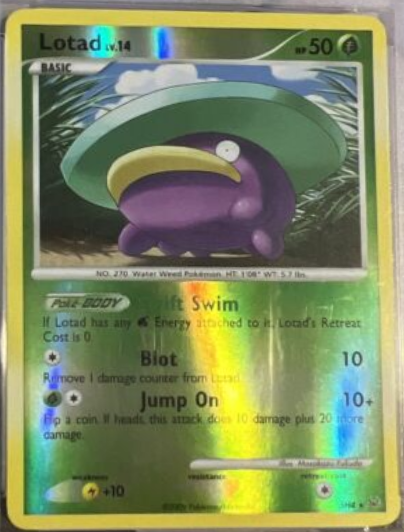 Lotad LV.14 HP 50
BASIC
NO. 270 Water Weed Pokémon HT: 1'08" WT: 5.7 lbs.
Poké-BODY Swim
If Lotad has any Energy attached to it, Lotad's Retreat
Cost is 0.
Blot 10
Remove 1 damage counter from Lotad.
Jump On 10+
Flip a coin. If heads, this attack does 10 damage plus 20 more
damage.
Illus. Masakazu Fukuda
weakness resistance retreat cost
+10